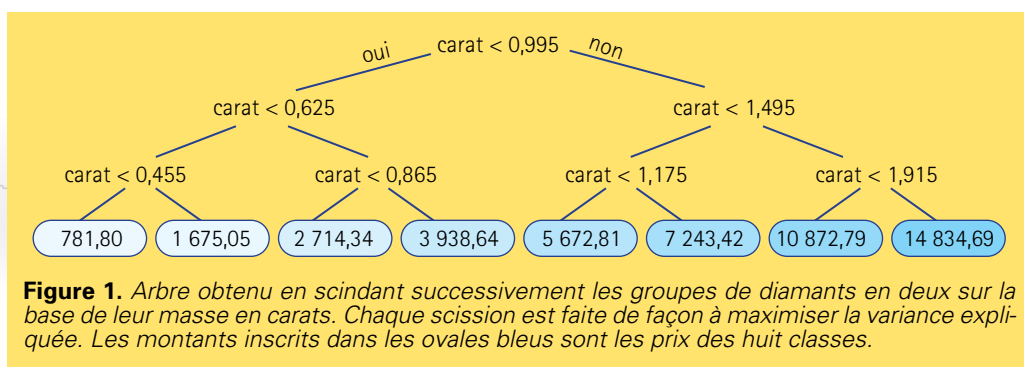 oui carat < 0,995 non
carat < 0,625 carat < 1,495
carat < 0,455 carat < 0,865 carat < 1,175 carat < 1,915
781,80 1 675,05 2 714,34 3 938,64 5 672,81 7 243,42 10 872,79 14 834,69
Figure 1. Arbre obtenu en scindant successivement les groupes de diamants en deux sur la
base de leur masse en carats. Chaque scission est faite de façon à maximiser la variance expli-
quée. Les montants inscrits dans les ovales bleus sont les prix des huit classes.